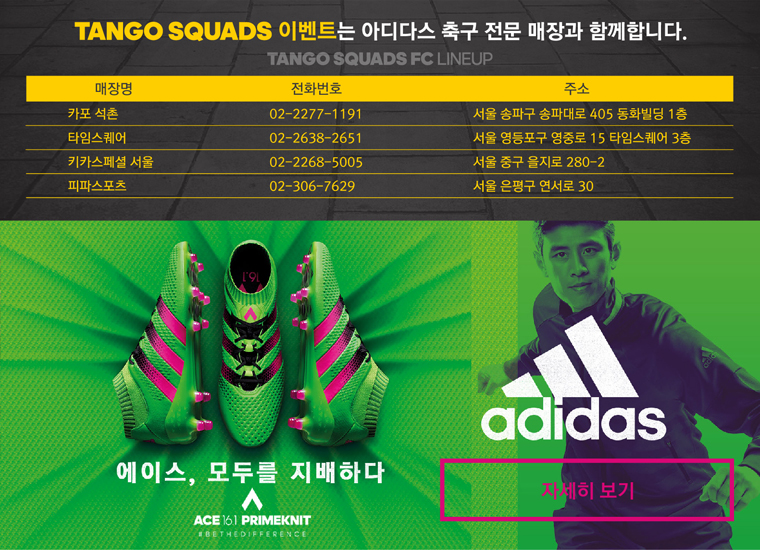 TANGO SQUADS 이벤트는 아디다스 축구 전문 매장과 함께합니다.
TANGO SQUADS FC LINEUP
매장명 전화번호 주소
카포 석촌 02-2277-1191 서울 송파구 송파대로 405 동화빌딩 1층
타임스퀘어 02-2638-2651 서울 영등포구 영중로 15 타임스퀘어 3층
키카스페셜 서울 02-2268-5005 서울 중구 을지로 280-2
피파스포츠 02-306-7629 서울 은평구 연서로 30
adidas
에이스, 모두를 지배하다
자세히 보기
ACE 16.1 PRIMEKNIT
#BETHEDIFFERENCE